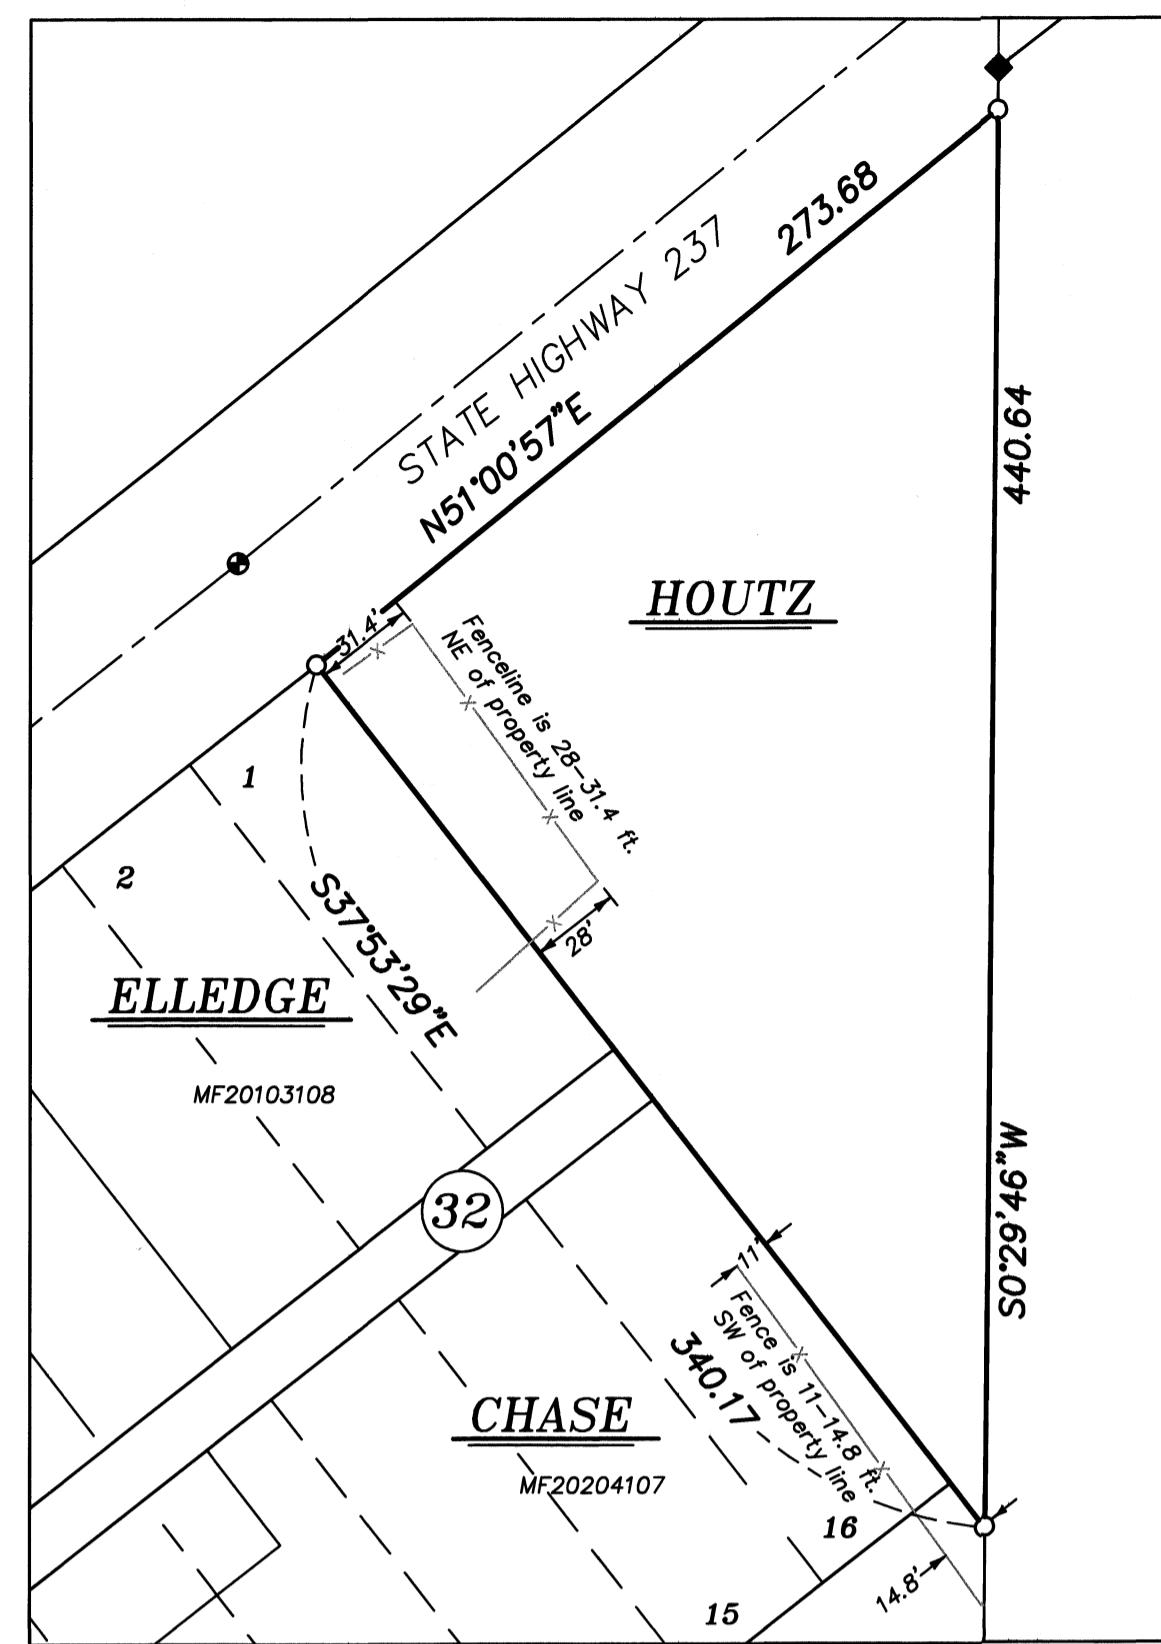 273.68
STATE HIGHWAY 237
N51°00'57"E
440.64
HOUTZ
31.4'
Fenceline is 28-31.4 ft.
NE of property line
1
2
28'
S37°53'29"E
ELLEDGE
MF20103108
S0°29'46"W
32
11'
Fence is 11-14.8 ft.
SW of property line
340.17
CHASE
MF20204107
16
14.8'
15